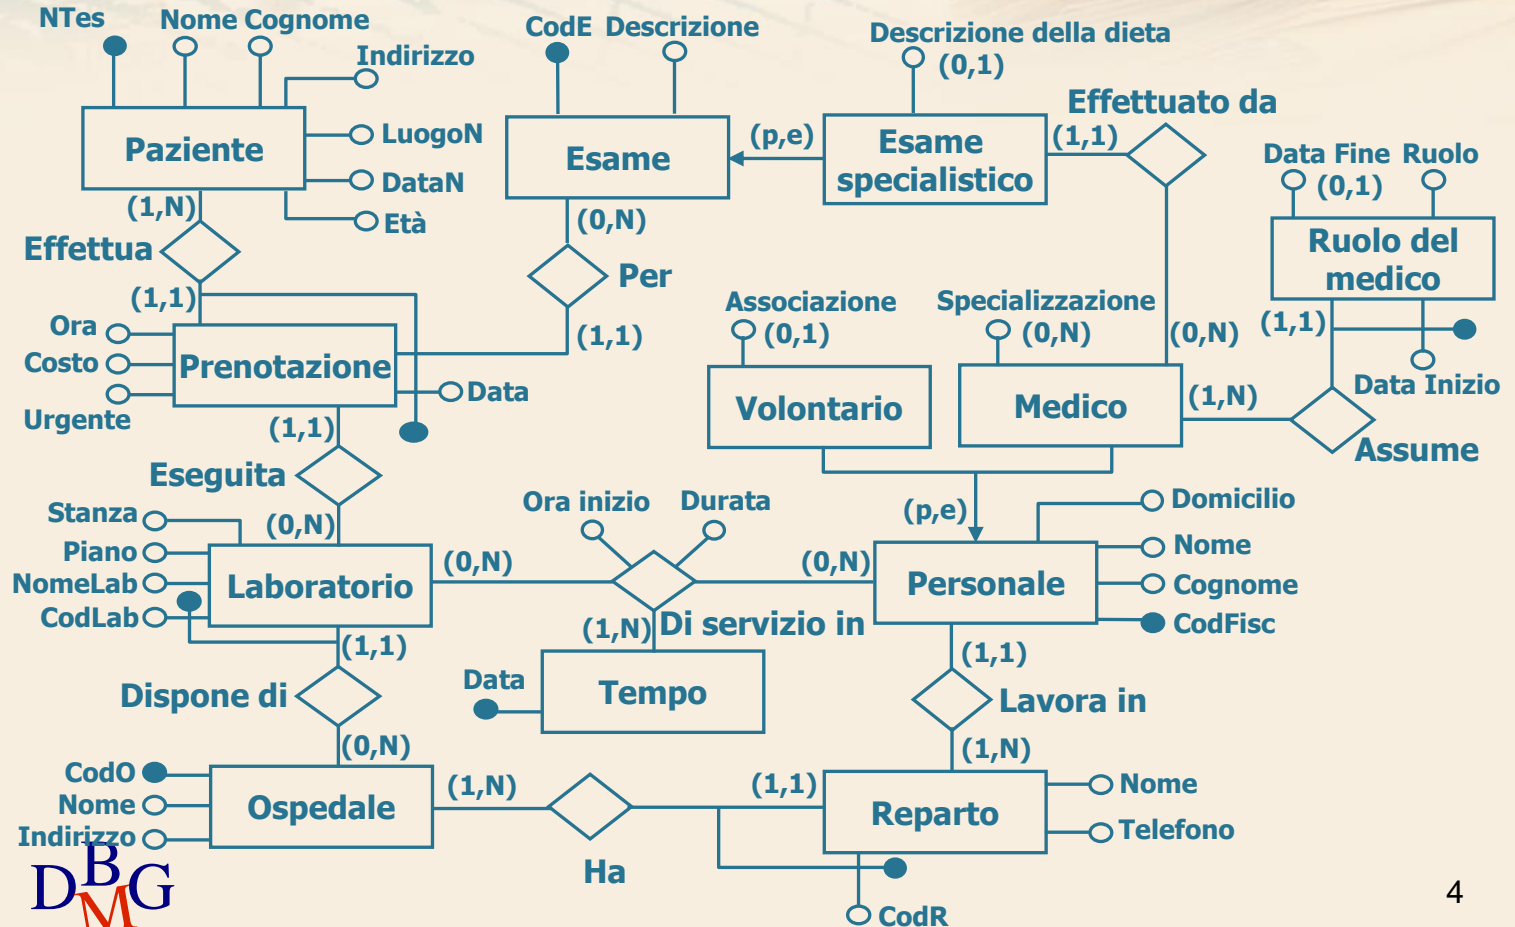 NTes
Nome Cognome
Indirizzo
Paziente
LuogoN
DataN
Età
(1,N)
Effettua
(1,1)
CodE Descrizione
Esame
(p,e)
(0,N)
Per
(1,1)
Descrizione della dieta
(0,1)
Esame
specialistico
(1,1)
Effettuato da
(0,N)
Data Fine
(0,1)
Ruolo
Ruolo del
medico
(1,1)
Data Inizio
(1,N)
Assume
Ora
Costo
Urgente
Prenotazione
Data
(1,1)
Eseguita
(0,N)
Associazione
(0,1)
Volontario
Specializzazione
(0,N)
Medico
(p,e)
Stanza
Piano
NomeLab
CodLab
Laboratorio
(0,N)
Ora inizio
Durata
(0,N)
Di servizio in
(1,N)
Data
Tempo
Personale
Domicilio
Nome
Cognome
CodFisc
(1,1)
Lavora in
(1,N)
(1,1)
Dispone di
(0,N)
CodO
Nome
Indirizzo
Ospedale
(1,N)
Ha
(1,1)
Reparto
Nome
Telefono
CodR
DBMG
4